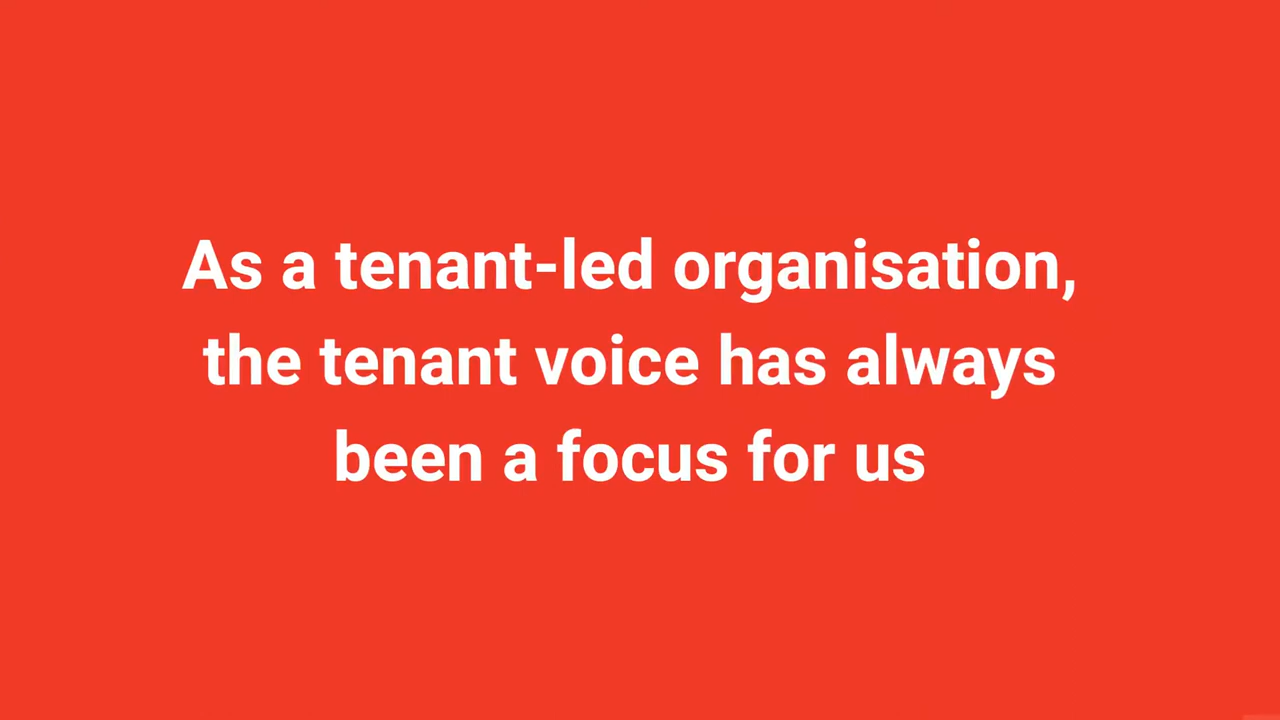 As a tenant-led organisation,
the tenant voice has always
been a focus for us